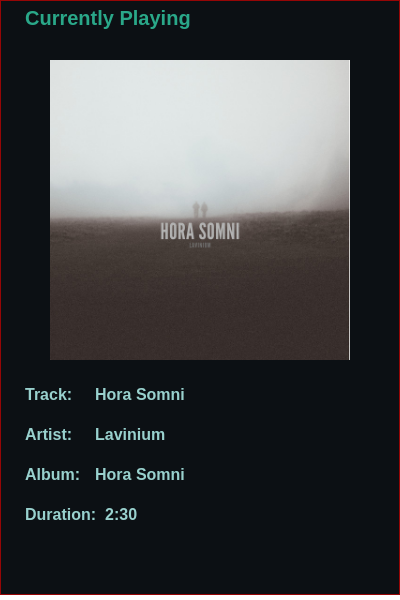 Currently Playing
HORA SOMNI
LAVINIUM
Track: Hora Somni
Artist: Lavinium
Album: Hora Somni
Duration: 2:30